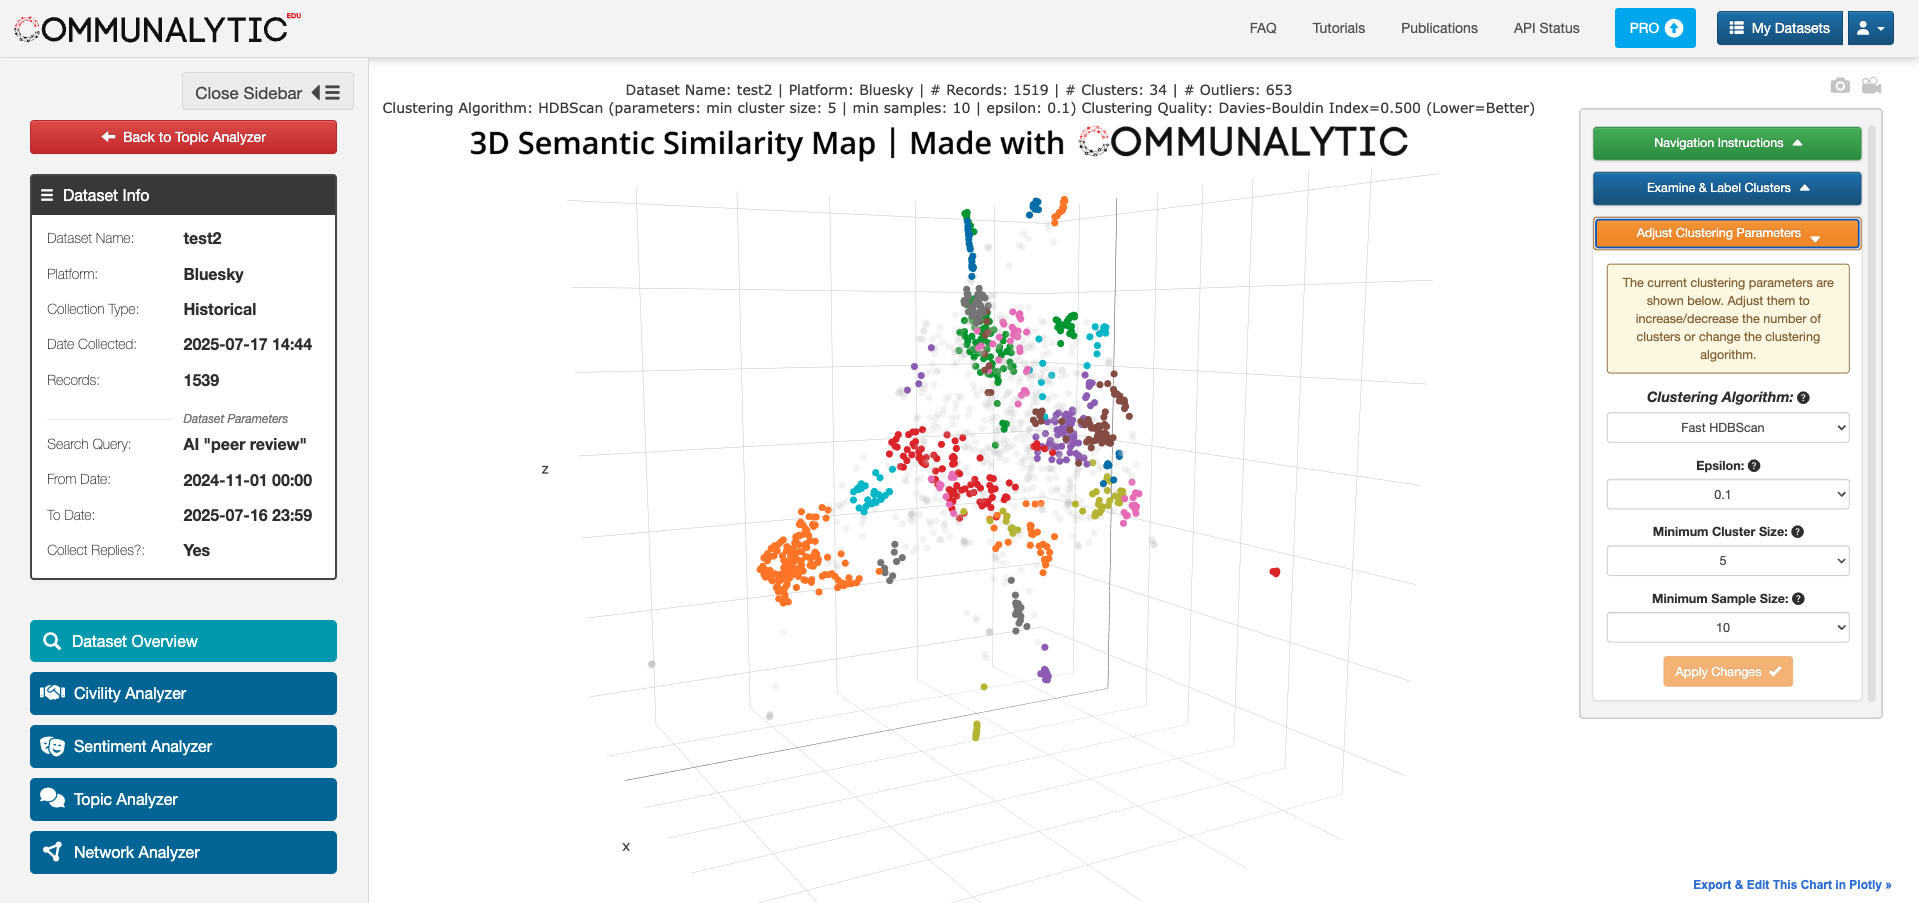 COMMUNALYTIC EDU
FAQ
Tutorials
Publications
API Status
PRO
My Datasets
Close Sidebar
Back to Topic Analyzer
Dataset Info
Dataset Name: test2
Platform: Bluesky
Collection Type: Historical
Date Collected: 2025-07-17 14:44
Records: 1539
Dataset Parameters
Search Query: AI "peer review"
From Date: 2024-11-01 00:00
To Date: 2025-07-16 23:59
Collect Replies?: Yes
Dataset Overview
Civility Analyzer
Sentiment Analyzer
Topic Analyzer
Network Analyzer
Dataset Name: test2 | Platform: Bluesky | # Records: 1519 | # Clusters: 34 | # Outliers: 653
Clustering Algorithm: HDBScan (parameters: min cluster size: 5 | min samples: 10 | epsilon: 0.1) Clustering Quality: Davies-Bouldin Index=0.500 (Lower=Better)
3D Semantic Similarity Map | Made with COMMUNALYTIC
z
x
Navigation Instructions
Examine & Label Clusters
Adjust Clustering Parameters
The current clustering parameters are
shown below. Adjust them to
increase/decrease the number of
clusters or change the clustering
algorithm.
Clustering Algorithm:
Fast HDBScan
Epsilon:
0.1
Minimum Cluster Size:
5
Minimum Sample Size:
10
Apply Changes
Export & Edit This Chart in Plotly »